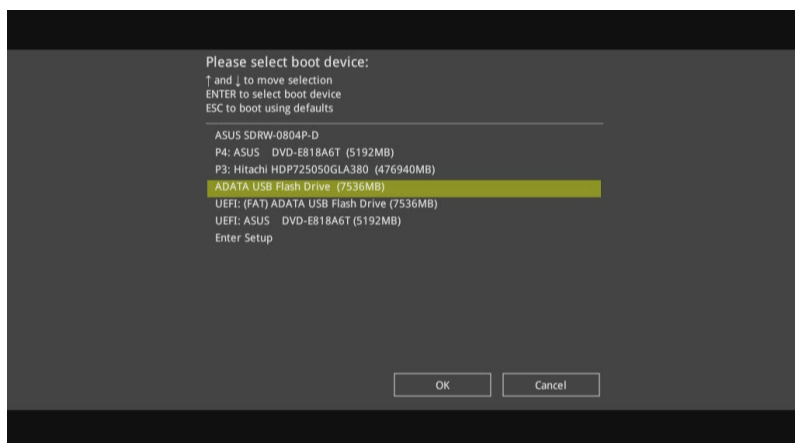 Please select boot device:
↑ and ↓ to move selection
ENTER to select boot device
ESC to boot using defaults
ASUS SDRW-0804P-D
P4: ASUS DVD-E818A6T (5192MB)
P3: Hitachi HDP725050GLA380 (476940MB)
ADATA USB Flash Drive (7536MB)
UEFI: (FAT) ADATA USB Flash Drive (7536MB)
UEFI: ASUS DVD-E818A6T (5192MB)
Enter Setup
OK Cancel